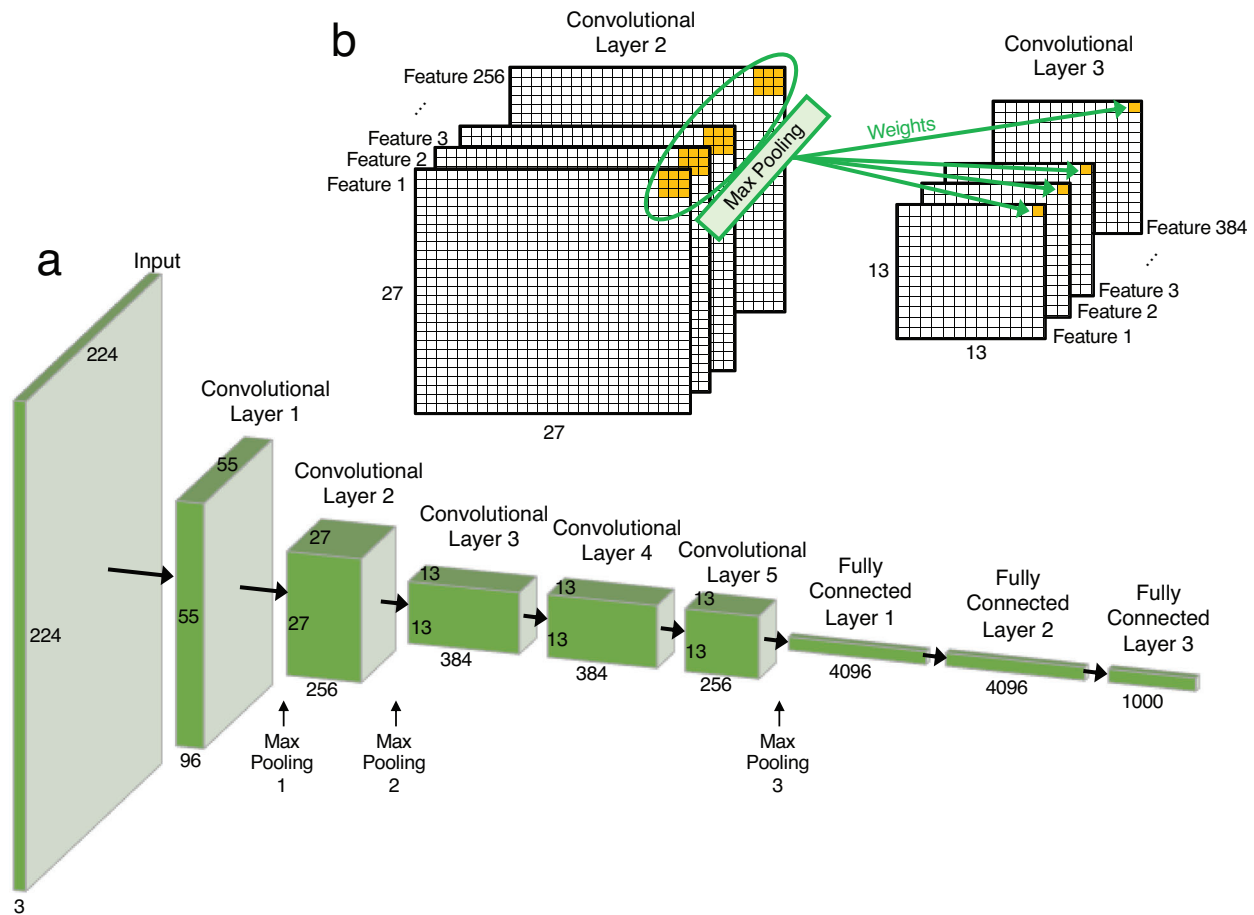 b
Convolutional
Layer 2
Feature 256
...
Feature 3
Feature 2
Feature 1
27
27
Max Pooling
Weights
Convolutional
Layer 3
Feature 384
...
Feature 3
Feature 2
Feature 1
13
13
a
Input
224
224
3
Convolutional
Layer 1
55
55
96
Convolutional
Layer 2
27
27
256
Convolutional
Layer 3
13
13
384
Convolutional
Layer 4
13
13
384
Convolutional
Layer 5
13
13
256
Fully
Connected
Layer 1
4096
Fully
Connected
Layer 2
4096
Fully
Connected
Layer 3
1000
Max
Pooling
1
Max
Pooling
2
Max
Pooling
3